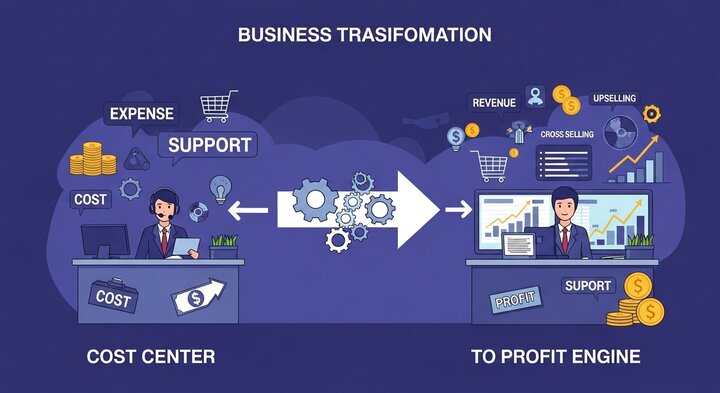 BUSINESS TRASIFOMATION
EXPENSE
SUPPORT
COST
COST
$
COST CENTER
REVENUE
$
$
UPSELLING
$
$
CROSS SELLING
PROFIT
SUPORT
$
$
TO PROFIT ENGINE